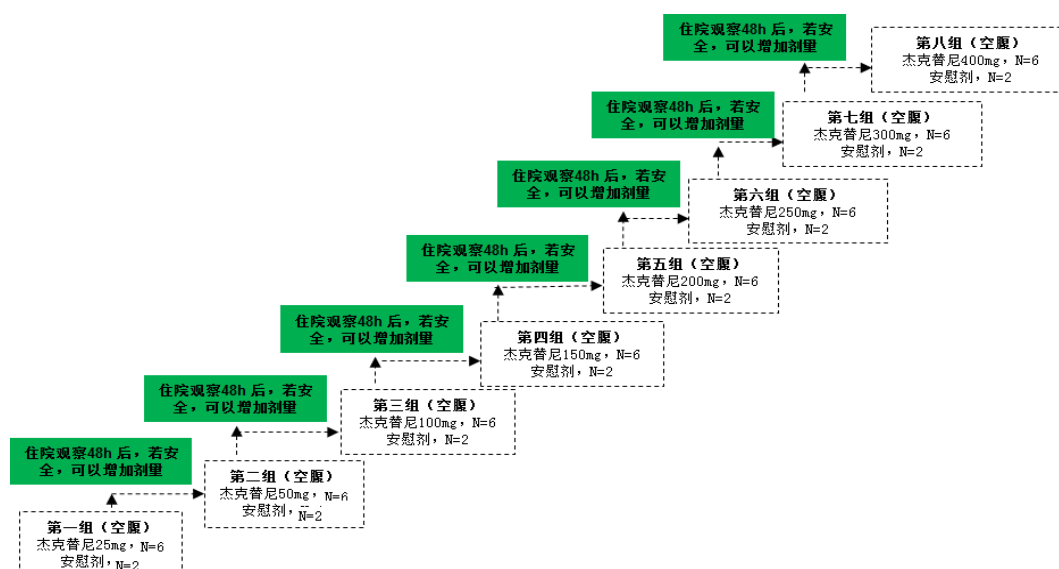 住院观察48h 后，若安
全，可以增加剂量
第八组（空腹）
杰克替尼400mg，N=6
安慰剂，N=2
住院观察48h 后，若安
全，可以增加剂量
第七组（空腹）
杰克替尼300mg，N=6
安慰剂，N=2
住院观察48h 后，若安
全，可以增加剂量
第六组（空腹）
杰克替尼250mg，N=6
安慰剂，N=2
住院观察48h 后，若安
全，可以增加剂量
第五组（空腹）
杰克替尼200mg，N=6
安慰剂，N=2
住院观察48h 后，若安
全，可以增加剂量
第四组（空腹）
杰克替尼150mg，N=6
安慰剂，N=2
住院观察48h 后，若安
全，可以增加剂量
第三组（空腹）
杰克替尼100mg，N=6
安慰剂，N=2
住院观察48h 后，若安
全，可以增加剂量
第二组（空腹）
杰克替尼50mg，N=6
安慰剂，N=2
第一组（空腹）
杰克替尼25mg，N=6
安慰剂，N=2